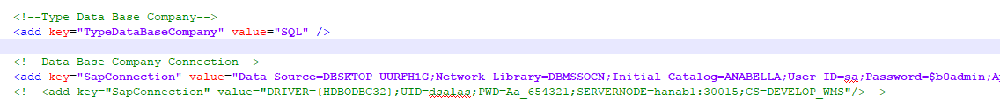 <!--Type Data Base Company-->
<add key="TypeDataBaseCompany" value="SQL" />
<!--Data Base Company Connection-->
<add key="SapConnection" value="Data Source=DESKTOP-UURFH1G;Network Library=DBMSSOCN;Initial Catalog=ANABELLA;User ID=sa;Password=$b0admin;A
<!--<add key="SapConnection" value="DRIVER={HDBODBC32};UID=dsalas;PWD=Aa_654321;SERVERNODE=hanab1:30015;CS=DEVELOP_WMS"/>-->